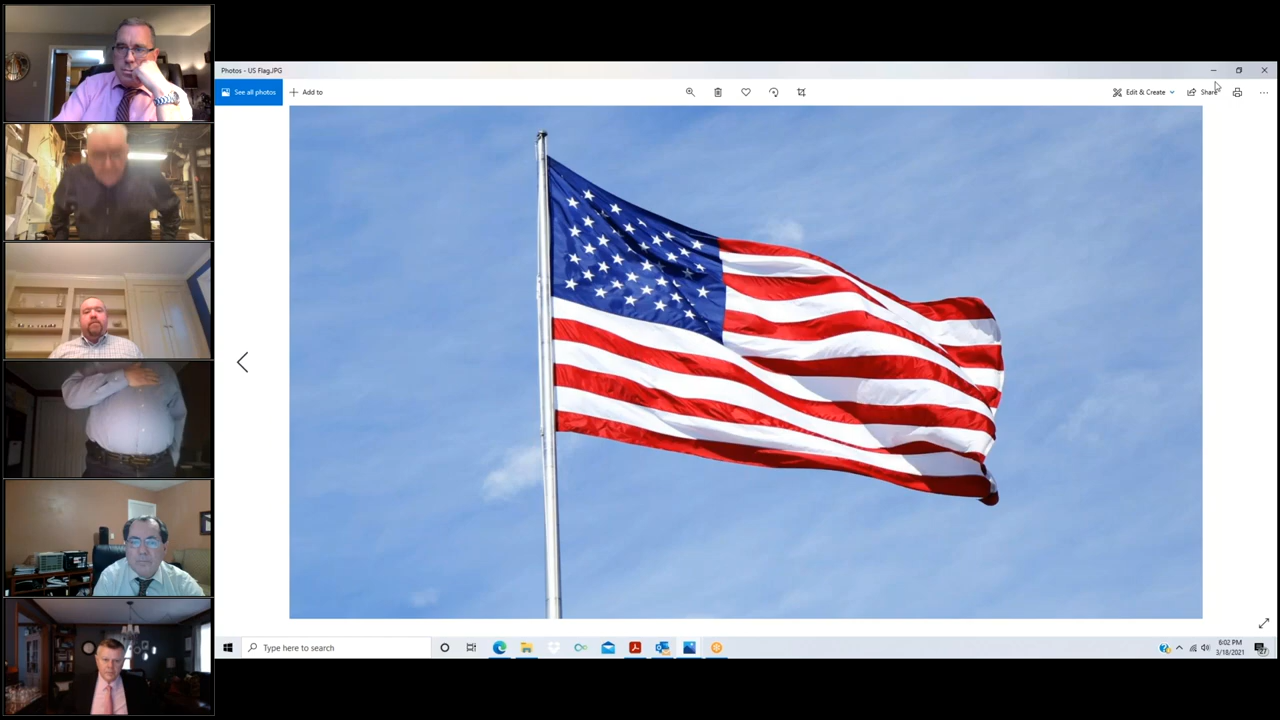 Photos - US Flag.JPG
See all photos
Add to
Edit & Create
Share
Type here to search
6:02 PM
3/18/2021
27